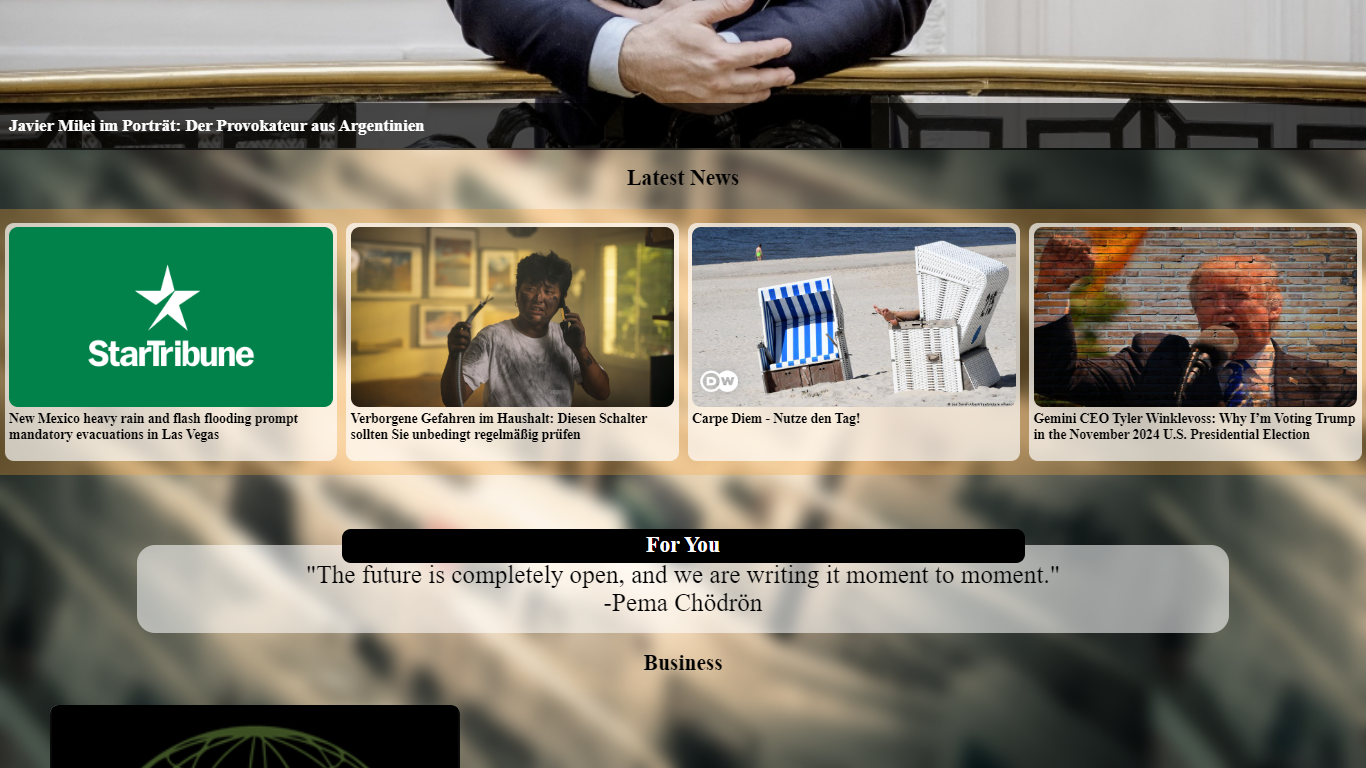 Javier Milei im Porträt: Der Provokateur aus Argentinien
Latest News
StarTribune
New Mexico heavy rain and flash flooding prompt
mandatory evacuations in Las Vegas
Verborgene Gefahren im Haushalt: Diesen Schalter
sollten Sie unbedingt regelmäßig prüfen
DW
Carpe Diem - Nutze den Tag!
Gemini CEO Tyler Winklevoss: Why I’m Voting Trump
in the November 2024 U.S. Presidential Election
For You
"The future is completely open, and we are writing it moment to moment."
-Pema Chödrön
Business